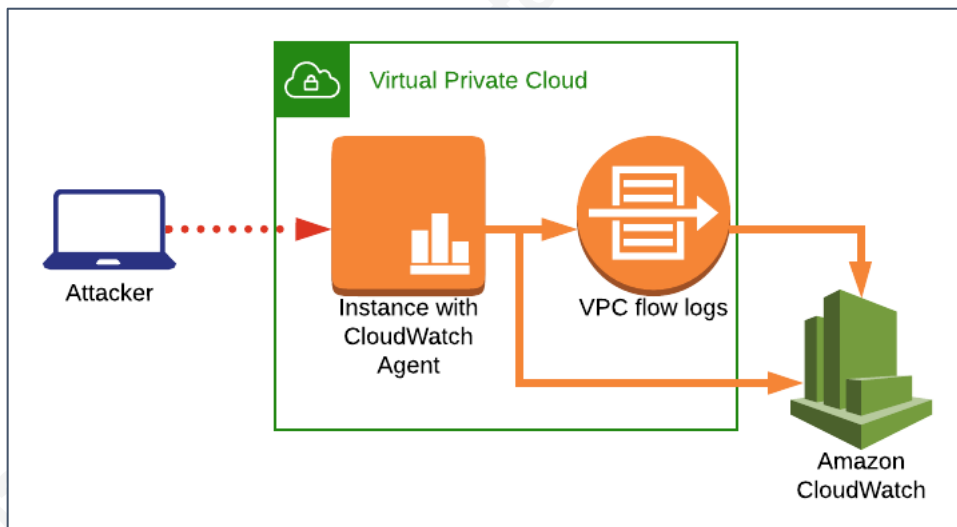 Virtual Private Cloud
Attacker
Instance with
CloudWatch
Agent
VPC flow logs
Amazon
CloudWatch